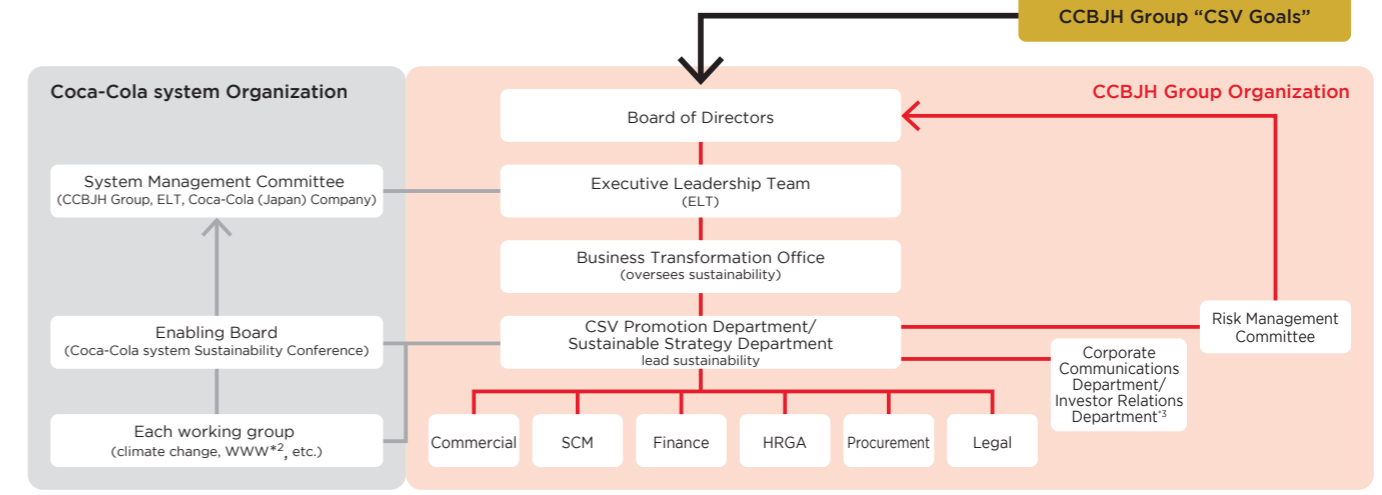 CCBJH Group “CSV Goals”
Coca-Cola system Organization
CCBJH Group Organization
Board of Directors
System Management Committee
(CCBJH Group, ELT, Coca-Cola (Japan) Company)
Executive Leadership Team
(ELT)
Business Transformation Office
(oversees sustainability)
Enabling Board
(Coca-Cola system Sustainability Conference)
CSV Promotion Department/
Sustainable Strategy Department
lead sustainability
Risk Management
Committee
Corporate
Communications
Department/
Investor Relations
Department*3
Each working group
(climate change, WWW*2, etc.)
Commercial
SCM
Finance
HRGA
Procurement
Legal